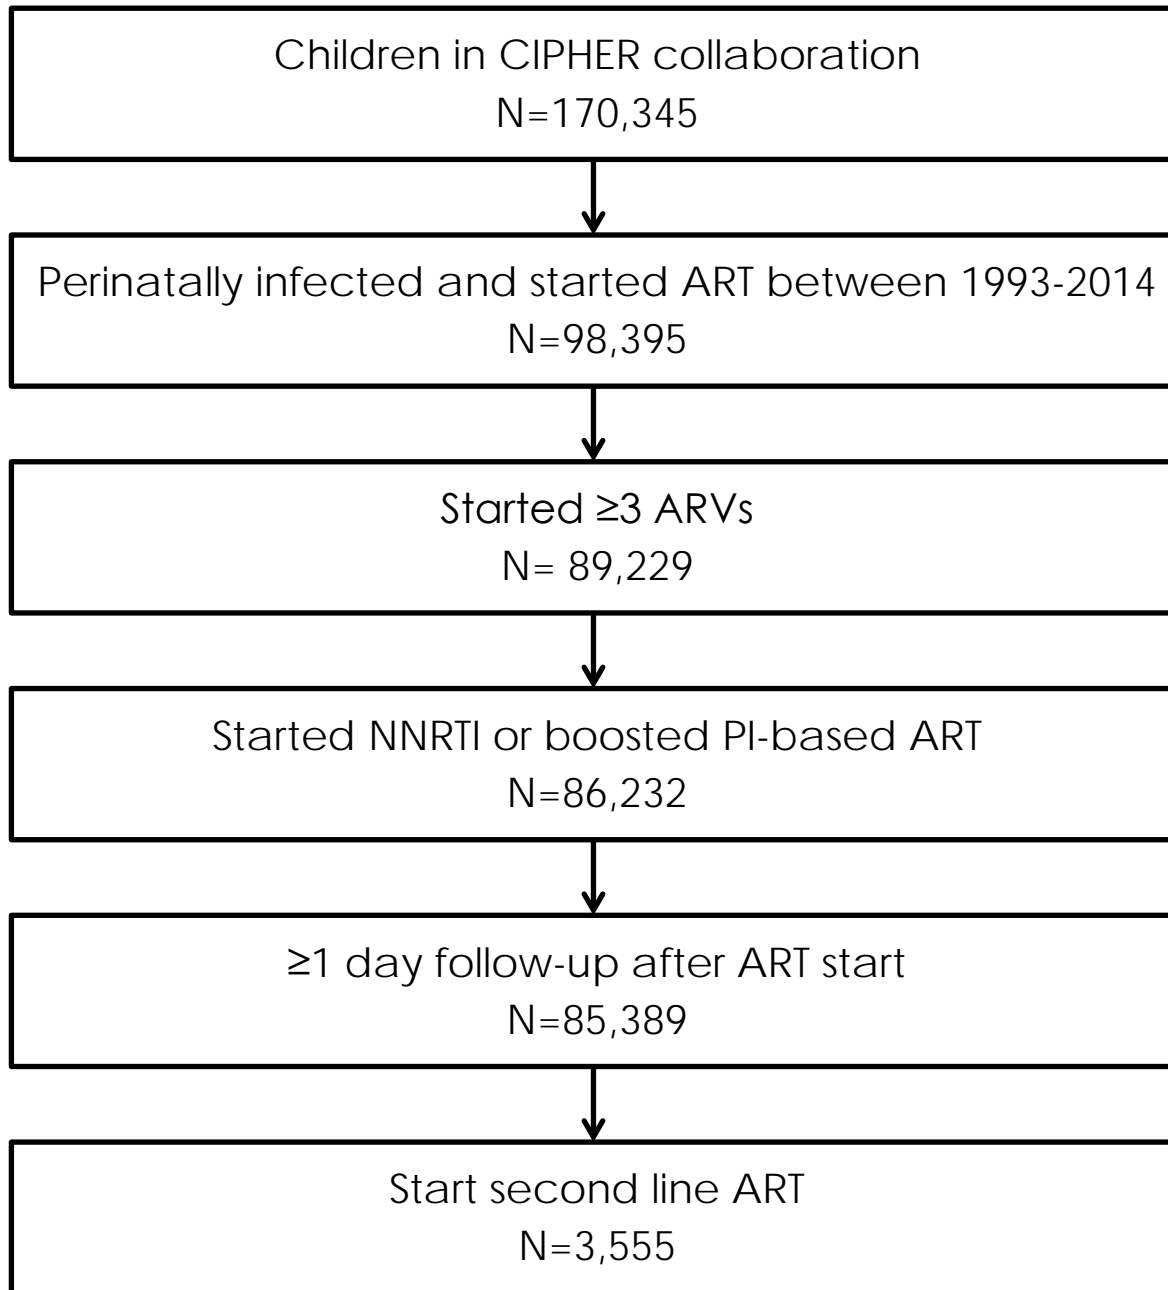 Children in CIPHER collaboration
N=170,345
Perinatally infected and started ART between 1993-2014
N=98,395
Started ≥3 ARVs
N= 89,229
Started NNRTI or boosted PI-based ART
N=86,232
≥1 day follow-up after ART start
N=85,389
Start second line ART
N=3,555